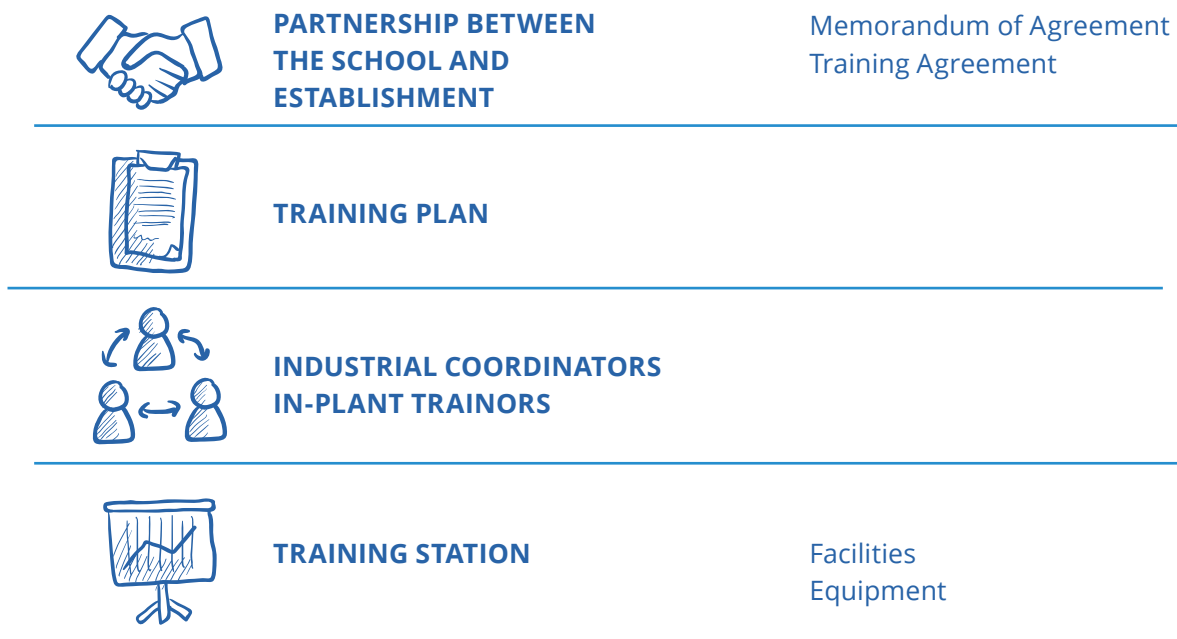 PARTNERSHIP BETWEEN
THE SCHOOL AND
ESTABLISHMENT
Memorandum of Agreement
Training Agreement
TRAINING PLAN
INDUSTRIAL COORDINATORS
IN-PLANT TRAINORS
TRAINING STATION
Facilities
Equipment